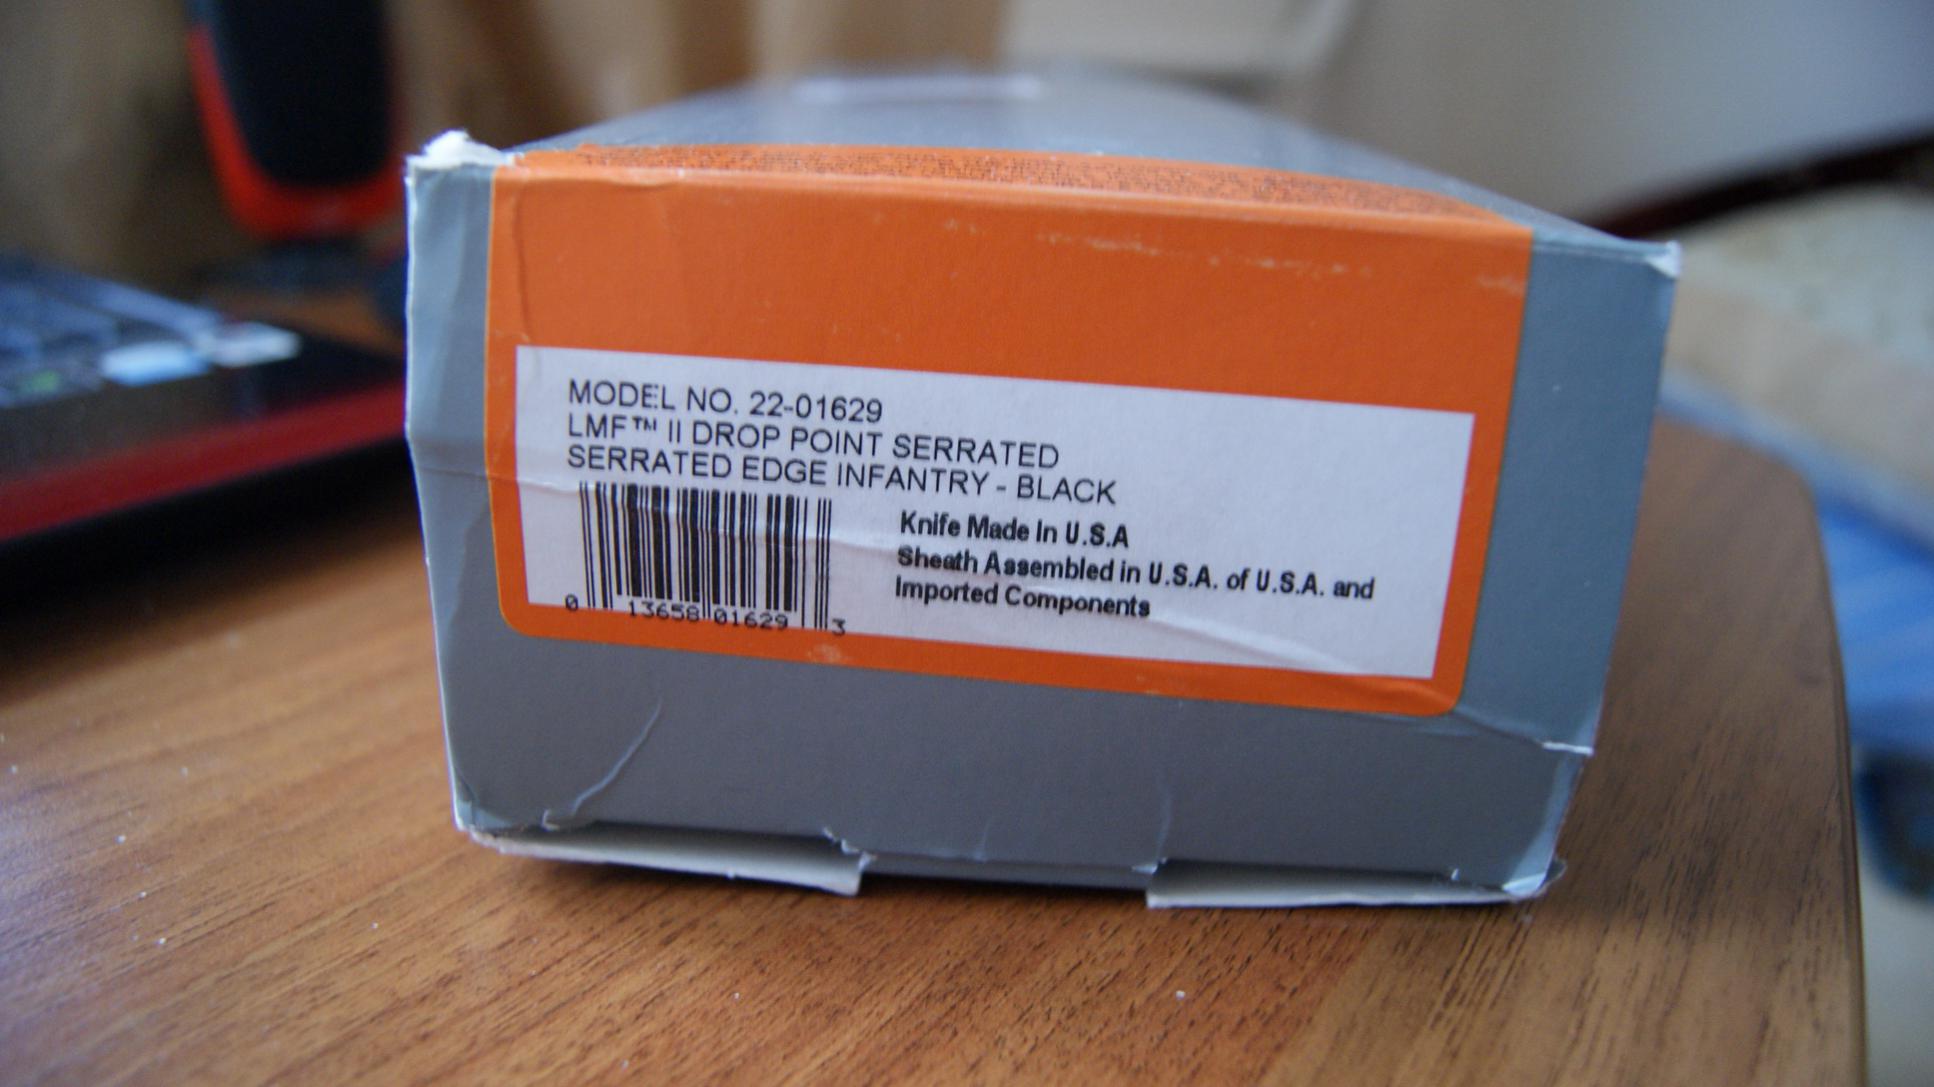 MODEL NO. 22-01629
LMF™ II DROP POINT SERRATED
SERRATED EDGE INFANTRY - BLACK
Knife Made In U.S.A
Sheath Assembled in U.S.A. of U.S.A. and
Imported Components
0 13658 01629 3